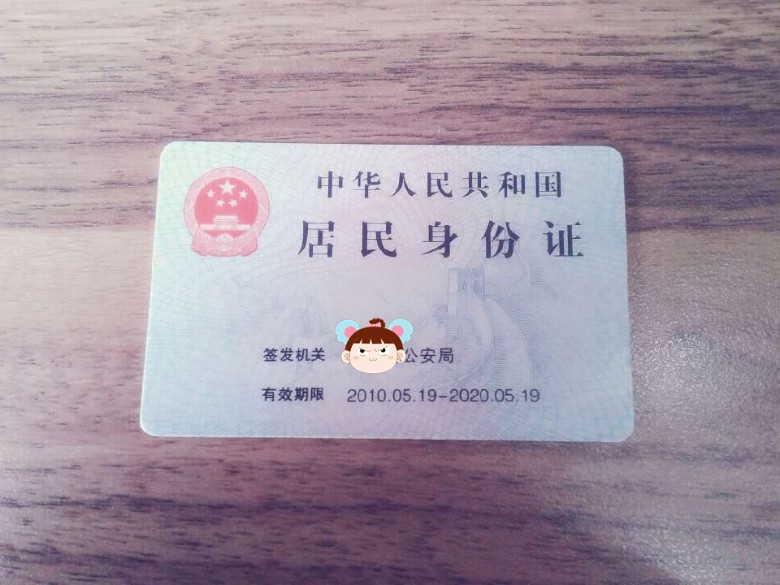 中华人民共和国
居民身份证
签发机关 公安局
有效期限 2010.05.19-2020.05.19